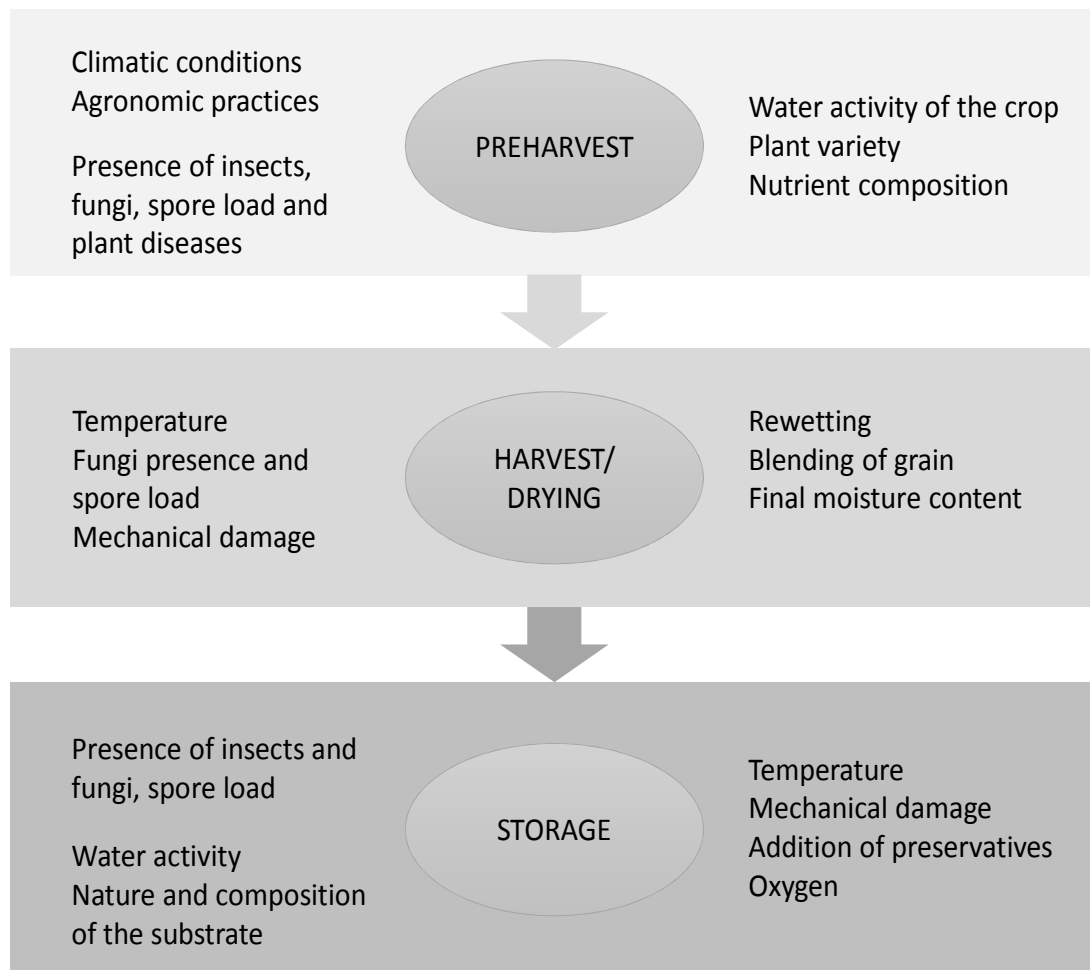 Climatic conditions
Agronomic practices
Presence of insects,
fungi, spore load and
plant diseases
PREHARVEST
Water activity of the crop
Plant variety
Nutrient composition
Temperature
Fungi presence and
spore load
Mechanical damage
HARVEST/
DRYING
Rewetting
Blending of grain
Final moisture content
Presence of insects and
fungi, spore load
Water activity
Nature and composition
of the substrate
STORAGE
Temperature
Mechanical damage
Addition of preservatives
Oxygen